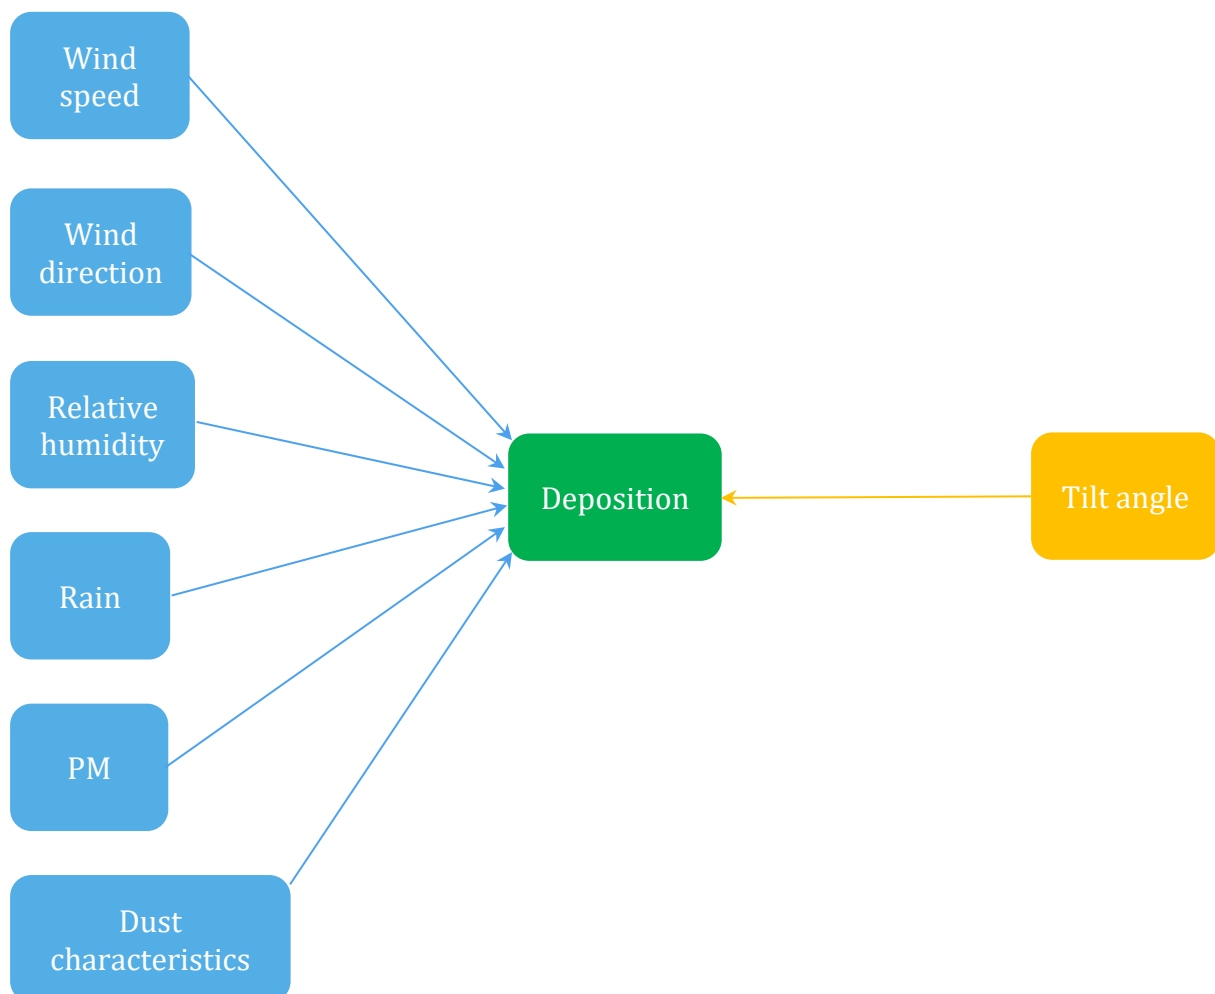 Wind
speed
Wind
direction
Relative
humidity
Rain
PM
Dust
characteristics
Deposition
Tilt angle